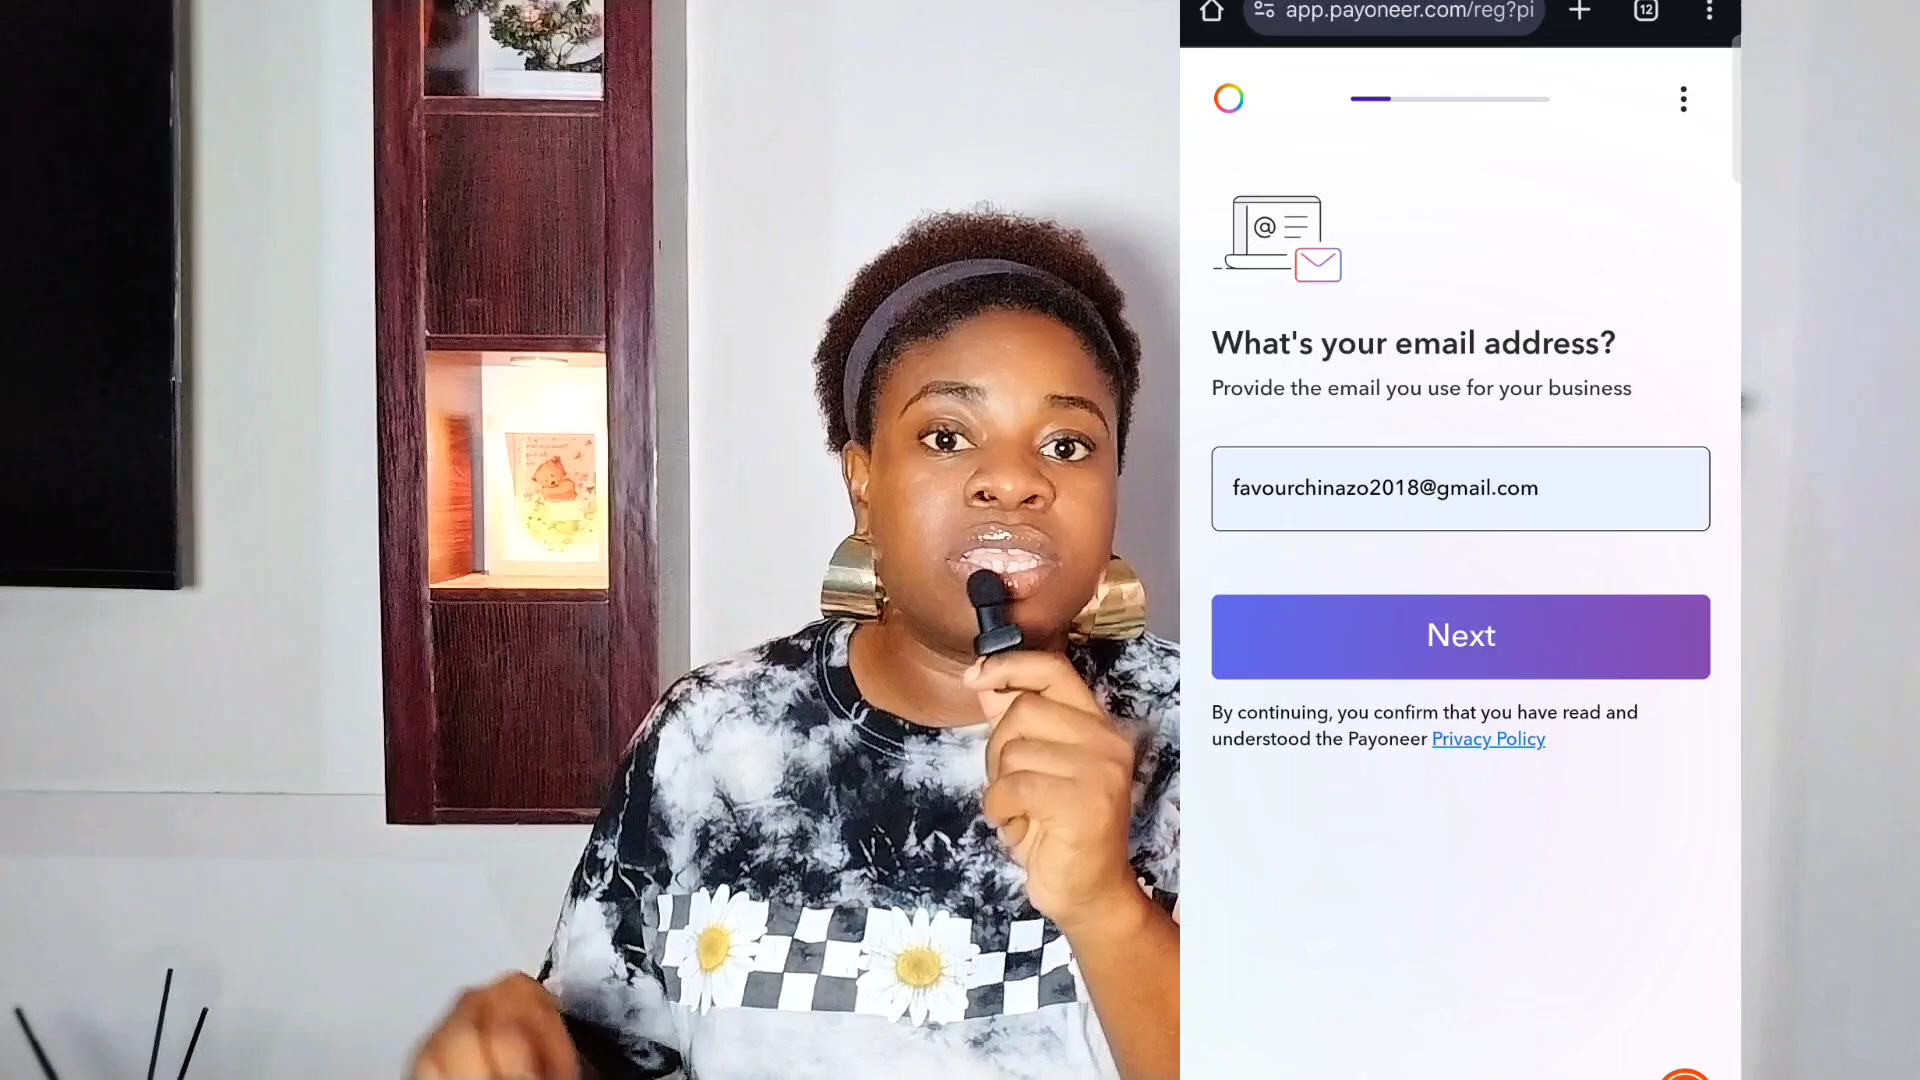 app.payoneer.com/reg?pi
12
What's your email address?
Provide the email you use for your business
favourchinazo2018@gmail.com
Next
By continuing, you confirm that you have read and
understood the Payoneer Privacy Policy